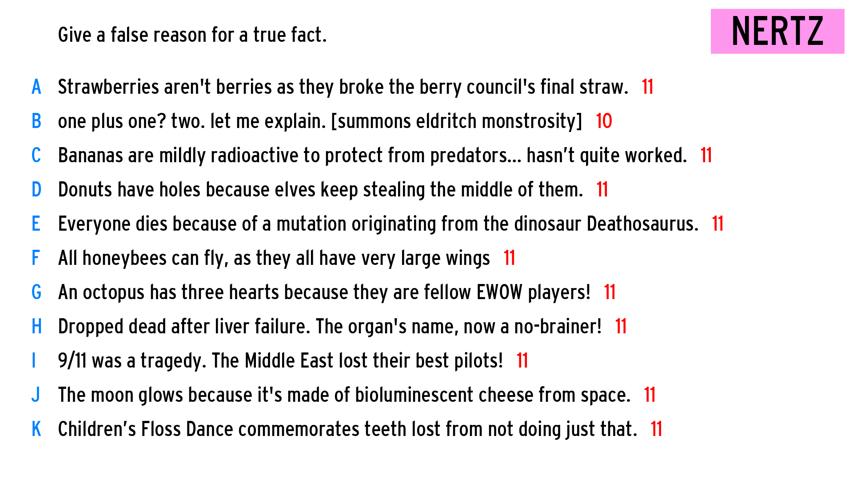 Give a false reason for a true fact.
NERTZ
A Strawberries aren't berries as they broke the berry council's final straw. 11
B one plus one? two. let me explain. [summons eldritch monstrosity] 10
C Bananas are mildly radioactive to protect from predators... hasn’t quite worked. 11
D Donuts have holes because elves keep stealing the middle of them. 11
E Everyone dies because of a mutation originating from the dinosaur Deathosaurus. 11
F All honeybees can fly, as they all have very large wings 11
G An octopus has three hearts because they are fellow EWOW players! 11
H Dropped dead after liver failure. The organ's name, now a no-brainer! 11
I 9/11 was a tragedy. The Middle East lost their best pilots! 11
J The moon glows because it's made of bioluminescent cheese from space. 11
K Children’s Floss Dance commemorates teeth lost from not doing just that. 11